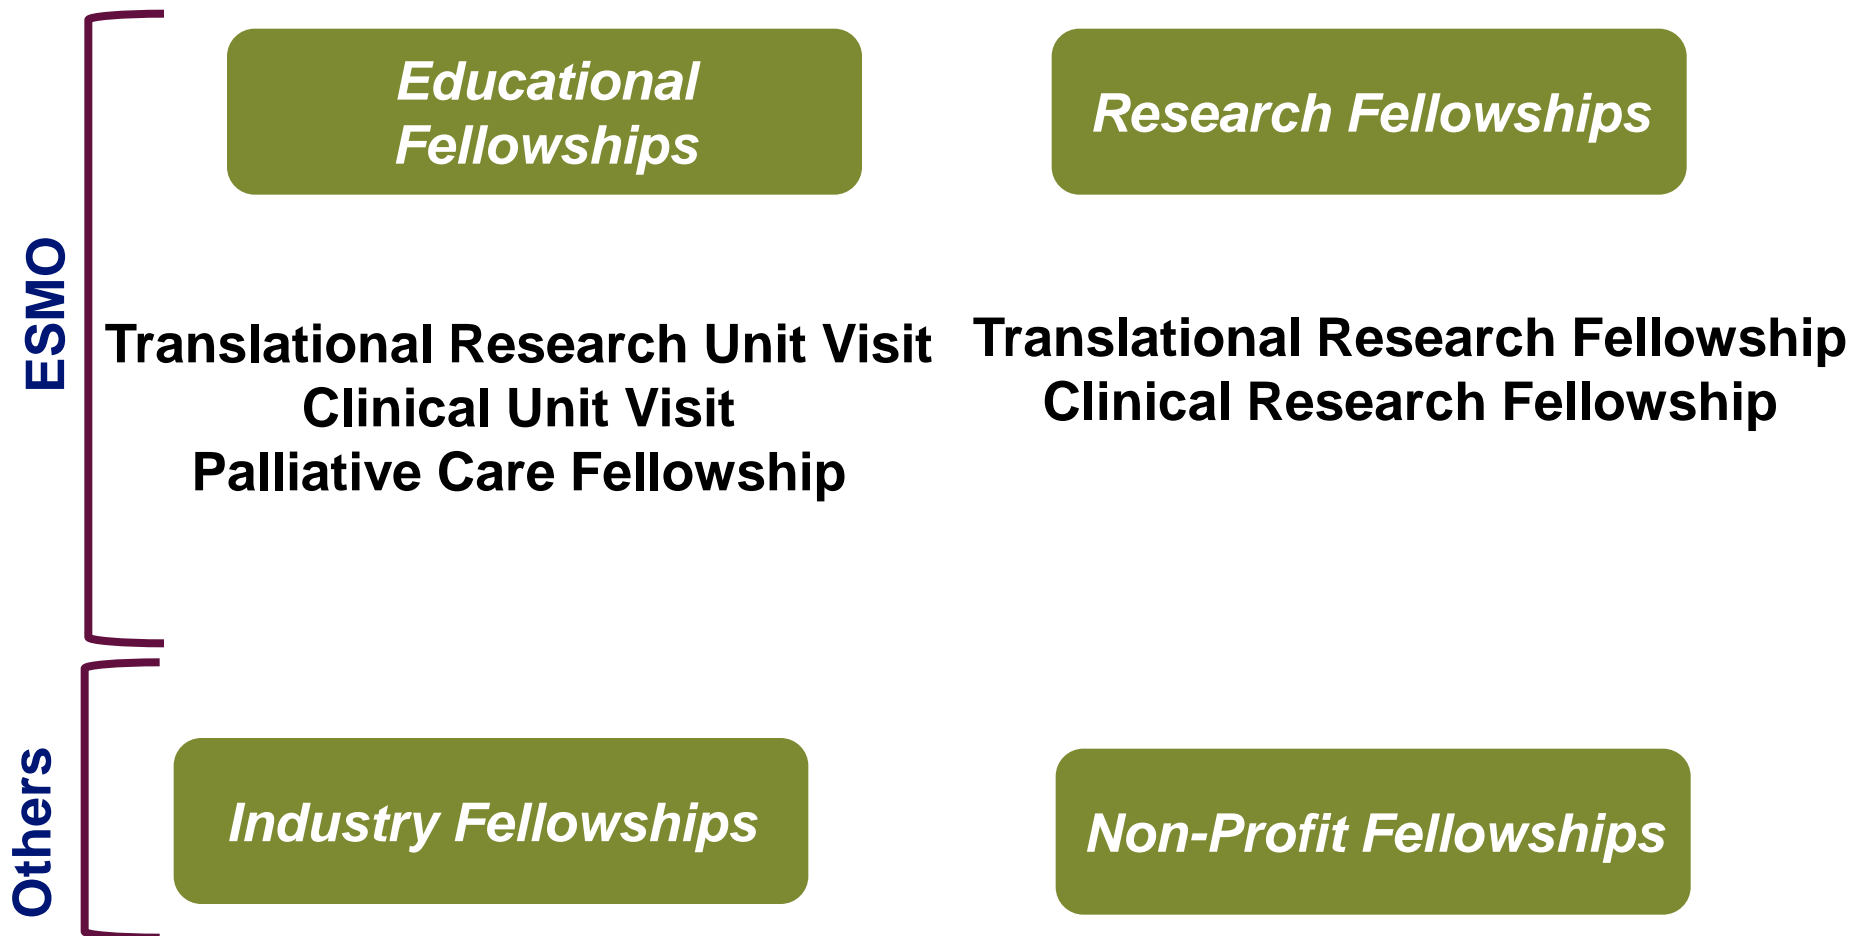 ESMO
Educational
Fellowships
Translational Research Unit Visit
Clinical Unit Visit
Palliative Care Fellowship
Research Fellowships
Translational Research Fellowship
Clinical Research Fellowship
Others
Industry Fellowships
Non-Profit Fellowships